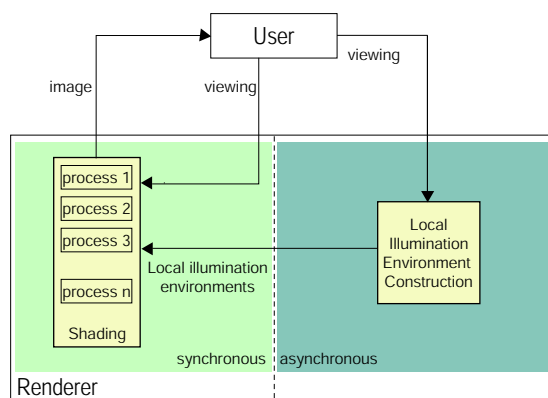 User
image
viewing
viewing
process 1
process 2
process 3
process n
Shading
Local illumination
environments
Local
Illumination
Environment
Construction
synchronous
asynchronous
Renderer